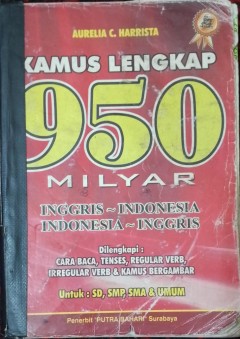 AURELIA C. HARRISTA
KAMUS LENGKAP
950
MILYAR
INGGRIS ~ INDONESIA
INDONESIA ~ INGGRIS
Dilengkapi :
CARA BACA, TENSES, REGULAR VERB,
IRREGULAR VERB & KAMUS BERGAMBAR
Untuk : SD, SMP, SMA & UMUM
Penerbit "PUTRA BAHARI" Surabaya